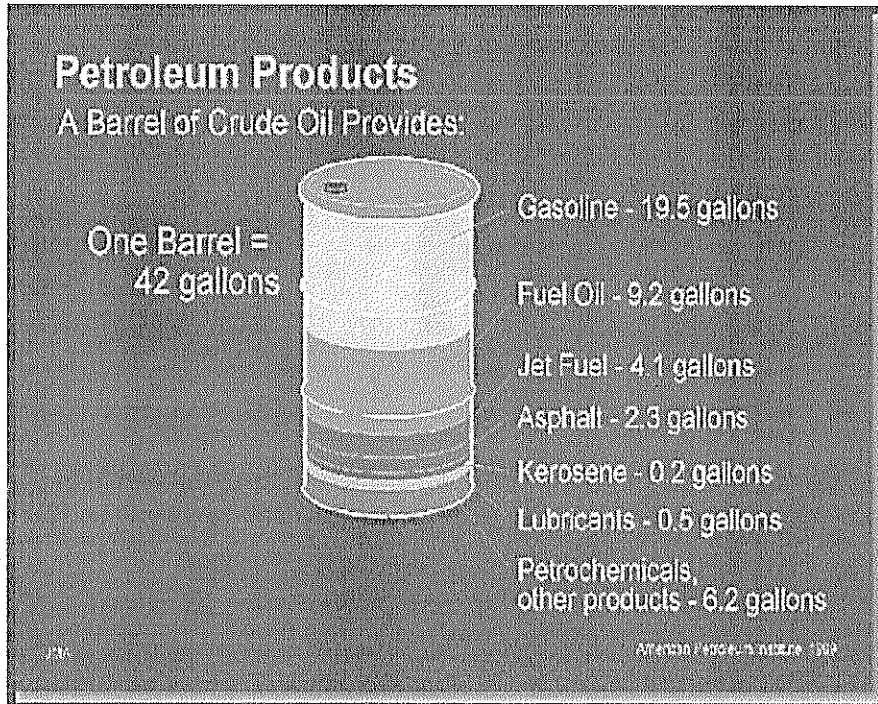 Petroleum Products
A Barrel of Crude Oil Provides:
One Barrel =
42 gallons
Gasoline - 19.5 gallons
Fuel Oil - 9.2 gallons
Jet Fuel - 4.1 gallons
Asphalt - 2.3 gallons
Kerosene - 0.2 gallons
Lubricants - 0.5 gallons
Petrochemicals,
other products - 6.2 gallons
American Petroleum Institute